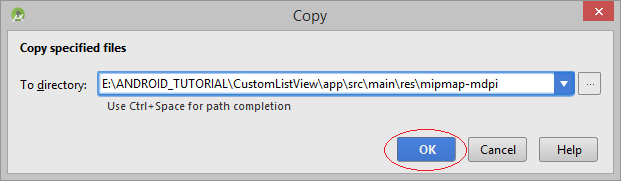 Copy
Copy specified files
To directory: E:\ANDROID_TUTORIAL\CustomListView\app\src\main\res\mipmap-mdpi ...
Use Ctrl+Space for path completion
OK Cancel Help